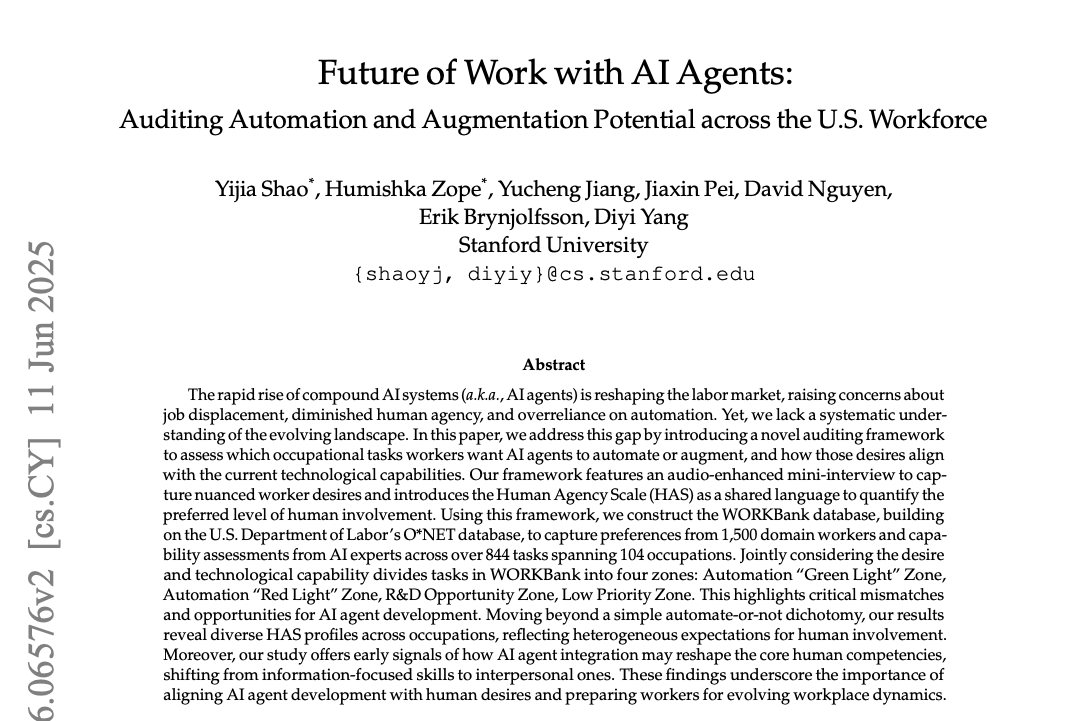 Future of Work with AI Agents:
Auditing Automation and Augmentation Potential across the U.S. Workforce
Yijia Shao*, Humishka Zope*, Yucheng Jiang, Jiaxin Pei, David Nguyen,
Erik Brynjolfsson, Diyi Yang
Stanford University
{shaoyj, diyiy}@cs.stanford.edu
Abstract
The rapid rise of compound AI systems (a.k.a., AI agents) is reshaping the labor market, raising concerns about
job displacement, diminished human agency, and overreliance on automation. Yet, we lack a systematic under-
standing of the evolving landscape. In this paper, we address this gap by introducing a novel auditing framework
to assess which occupational tasks workers want AI agents to automate or augment, and how those desires align
with the current technological capabilities. Our framework features an audio-enhanced mini-interview to cap-
ture nuanced worker desires and introduces the Human Agency Scale (HAS) as a shared language to quantify the
preferred level of human involvement. Using this framework, we construct the WORKBank database, building
on the U.S. Department of Labor's O*NET database, to capture preferences from 1,500 domain workers and capa-
bility assessments from AI experts across over 844 tasks spanning 104 occupations. Jointly considering the desire
and technological capability divides tasks in WORKBank into four zones: Automation “Green Light” Zone,
Automation “Red Light” Zone, R&D Opportunity Zone, Low Priority Zone. This highlights critical mismatches
and opportunities for AI agent development. Moving beyond a simple automate-or-not dichotomy, our results
reveal diverse HAS profiles across occupations, reflecting heterogeneous expectations for human involvement.
Moreover, our study offers early signals of how AI agent integration may reshape the core human competencies,
shifting from information-focused skills to interpersonal ones. These findings underscore the importance of
aligning AI agent development with human desires and preparing workers for evolving workplace dynamics.
6.06576v2 [cs.CY] 11 Jun 2025